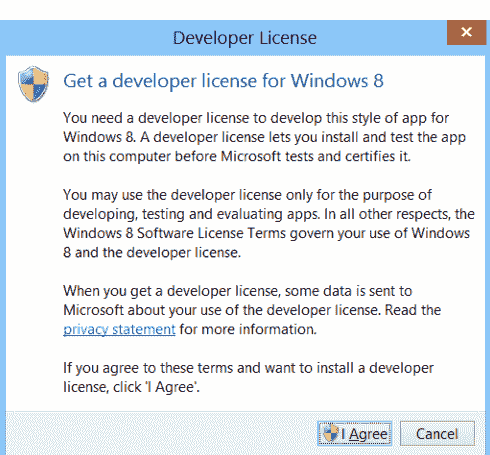 Developer License
Get a developer license for Windows 8
You need a developer license to develop this style of app for
Windows 8. A developer license lets you install and test the app
on this computer before Microsoft tests and certifies it.
You may use the developer license only for the purpose of
developing, testing and evaluating apps. In all other respects, the
Windows 8 Software License Terms govern your use of Windows
8 and the developer license.
When you get a developer license, some data is sent to
Microsoft about your use of the developer license. Read the
privacy statement for more information.
If you agree to these terms and want to install a developer
license, click 'I Agree'.
I Agree Cancel